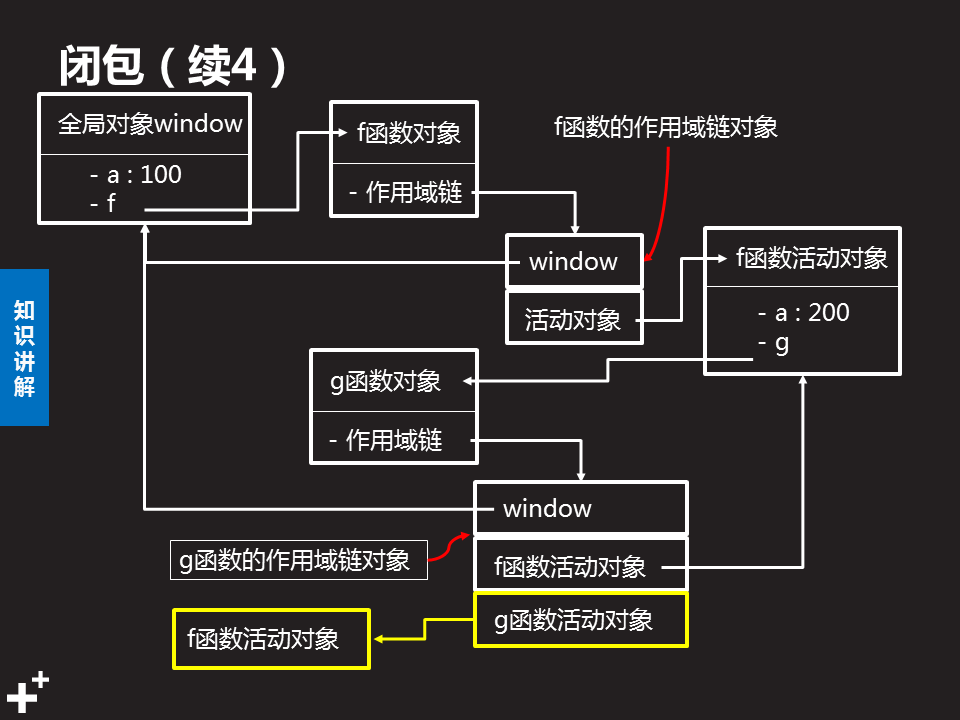 闭包（续4）
全局对象window
- a : 100
- f
f函数对象
- 作用域链
f函数的作用域链对象
window
活动对象
f函数活动对象
- a : 200
- g
知识讲解
g函数对象
- 作用域链
window
f函数活动对象
g函数活动对象
g函数的作用域链对象
f函数活动对象